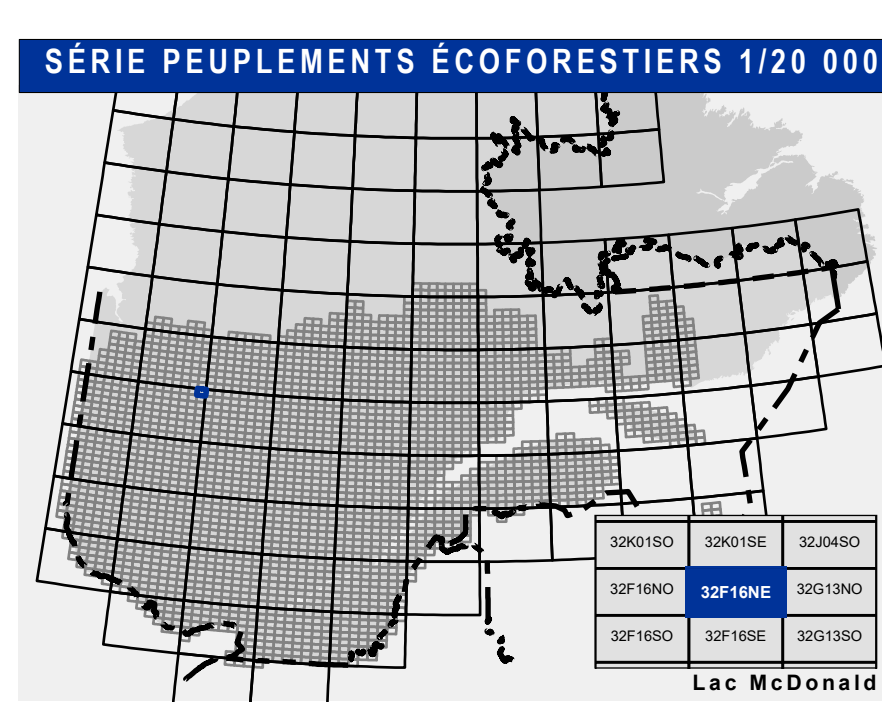 SÉRIE PEUPLEMENTS ÉCOFORESTIERS 1/20 000
32K01SO 32K01SE 32J04SO
32F16NO 32F16NE 32G13NO
32F16SO 32F16SE 32G13SO
Lac McDonald